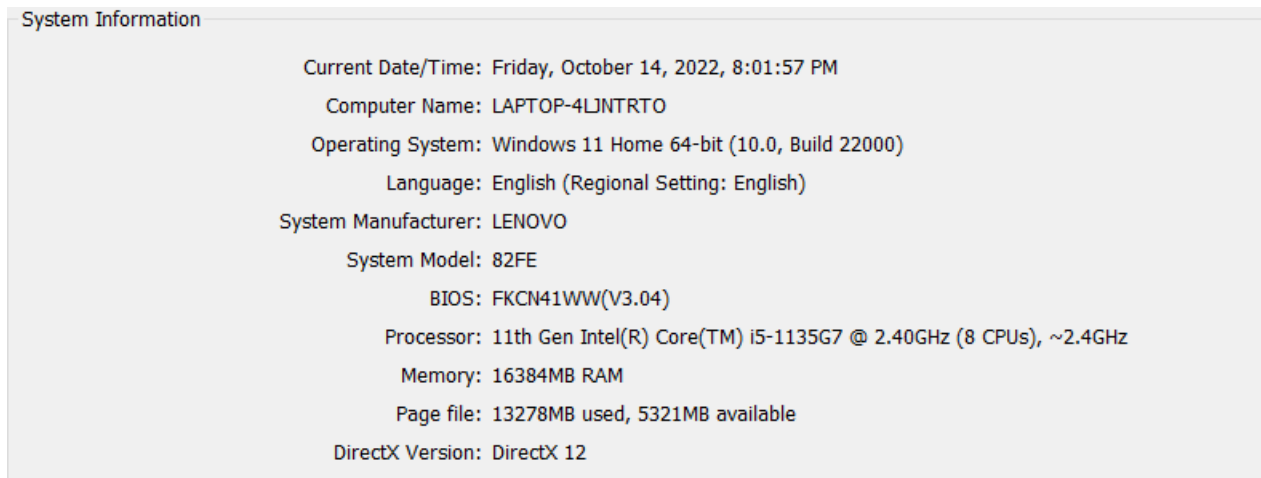 System Information
Current Date/Time: Friday, October 14, 2022, 8:01:57 PM
Computer Name: LAPTOP-4LJNTRTO
Operating System: Windows 11 Home 64-bit (10.0, Build 22000)
Language: English (Regional Setting: English)
System Manufacturer: LENOVO
System Model: 82FE
BIOS: FKCN41WW(V3.04)
Processor: 11th Gen Intel(R) Core(TM) i5-1135G7 @ 2.40GHz (8 CPUs), ~2.4GHz
Memory: 16384MB RAM
Page file: 13278MB used, 5321MB available
DirectX Version: DirectX 12